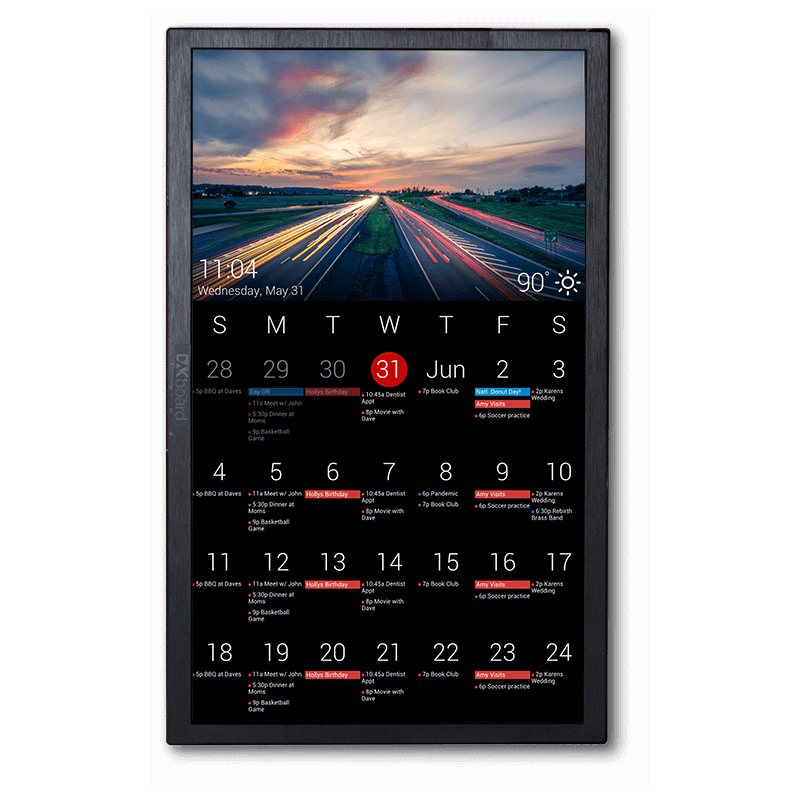 11:04
Wednesday, May 31
90°
S M T W T F S
28 29 30 31 Jun 2 3
5p BBQ at Daves
Day Off!
11a Meet w/ John
5:30p Dinner at
Moms
9p Basketball
Game
Hollys Birthday
10:45a Dentist
Appt
8p Movie with
Dave
7p Book Club
Natl. Donut Day!
Amy Visits
6p Soccer practice
2p Karens
Wedding
4 5 6 7 8 9 10
5p BBQ at Daves
11a Meet w/ John
5:30p Dinner at
Moms
9p Basketball
Game
Hollys Birthday
10:45a Dentist
Appt
8p Movie with
Dave
6p Pandemic
7p Book Club
Amy Visits
6p Soccer practice
2p Karens
Wedding
6:30p Rebirth
Brass Band
11 12 13 14 15 16 17
5p BBQ at Daves
11a Meet w/ John
5:30p Dinner at
Moms
9p Basketball
Game
Hollys Birthday
10:45a Dentist
Appt
8p Movie with
Dave
7p Book Club
Amy Visits
6p Soccer practice
2p Karens
Wedding
18 19 20 21 22 23 24
5p BBQ at Daves
11a Meet w/ John
5:30p Dinner at
Moms
9p Basketball
Game
Hollys Birthday
10:45a Dentist
Appt
8p Movie with
Dave
7p Book Club
Amy Visits
6p Soccer practice
2p Karens
Wedding
DAKboard